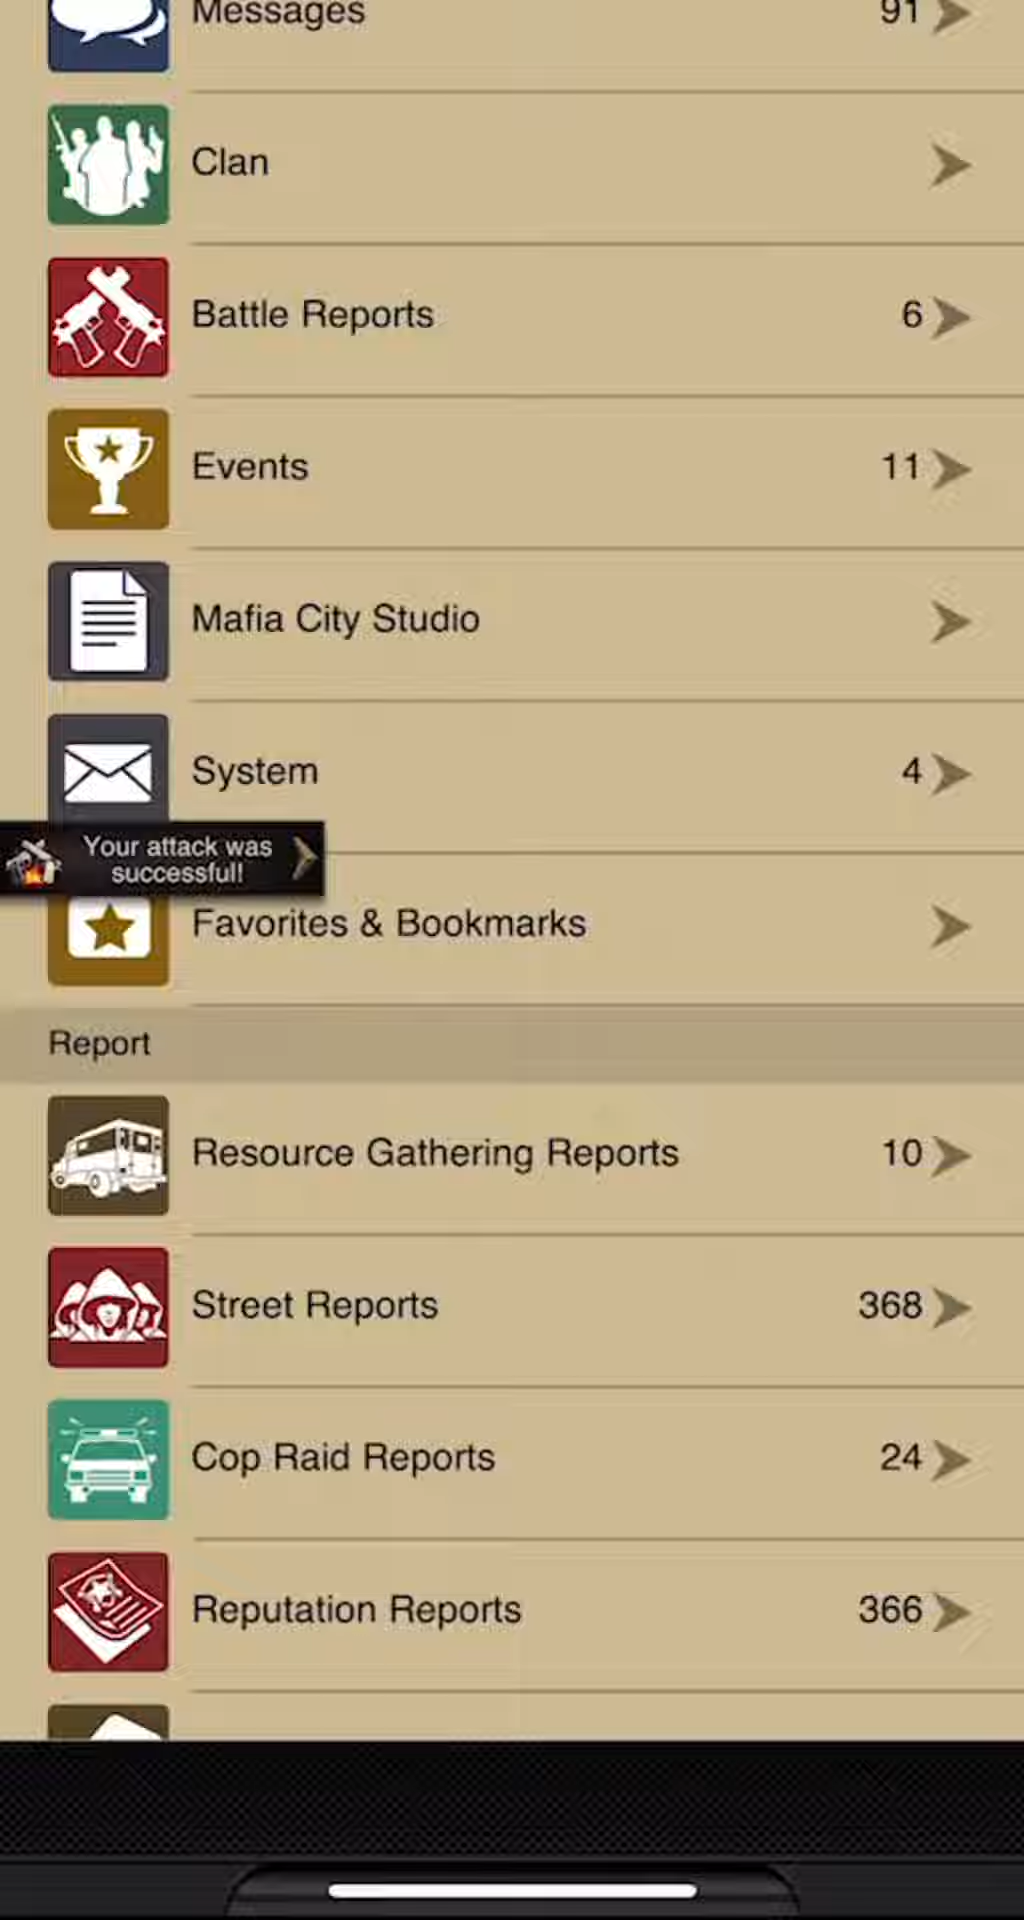 Messages 91
Clan
Battle Reports 6
Events 11
Mafia City Studio
System 4
Your attack was
successful!
Favorites & Bookmarks
Report
Resource Gathering Reports 10
Street Reports 368
Cop Raid Reports 24
Reputation Reports 366